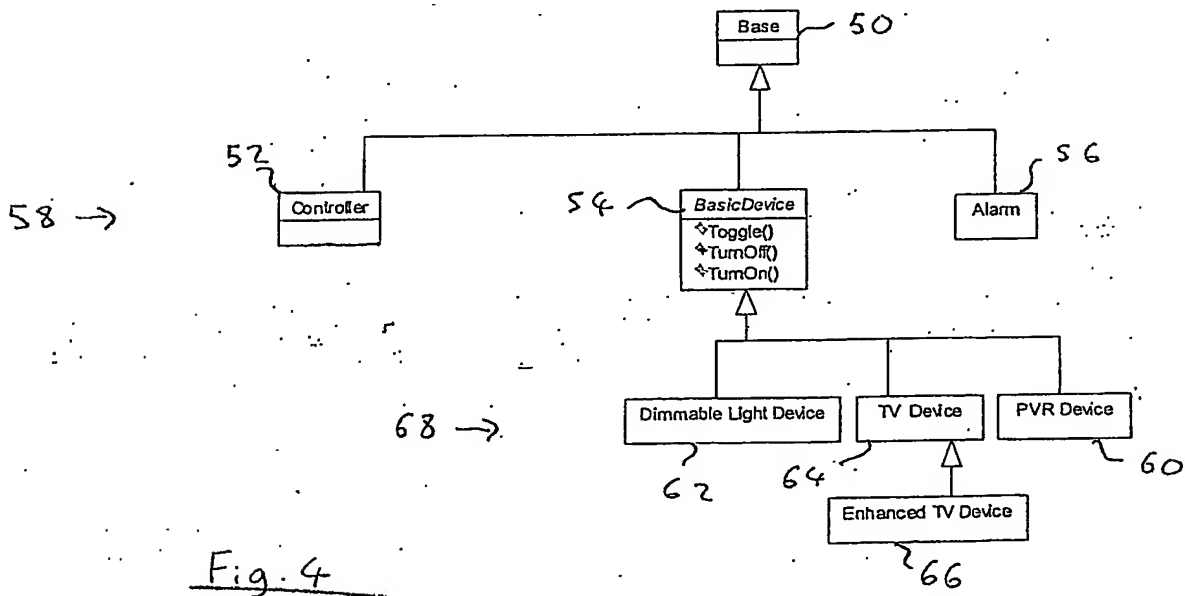 Base
50
52
56
58 →
Controller
54
BasicDevice
Alarm
Toggle()
TurnOff()
TurnOn()
68 →
Dimmable Light Device
TV Device
PVR Device
62
64
60
Enhanced TV Device
66
Fig. 4